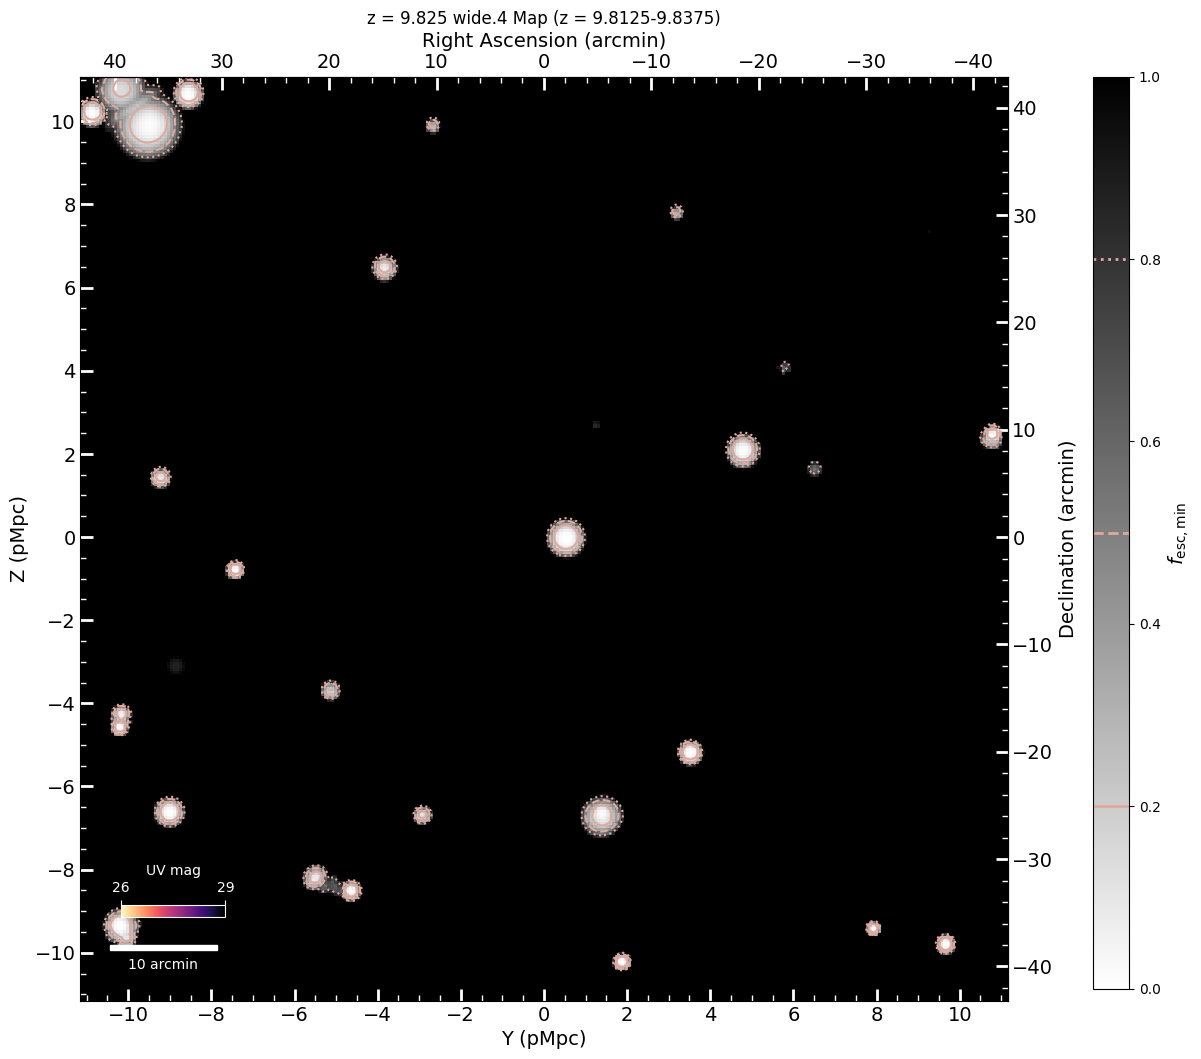 z = 9.825 wide.4 Map (z = 9.8125-9.8375)
Right Ascension (arcmin)
40 30 20 10 0 −10 −20 −30 −40
10
8
6
4
2
0
−2
−4
−6
−8
−10
Z (pMpc)
40
30
20
10
0
−10
−20
−30
−40
Declination (arcmin)
UV mag
26 29
10 arcmin
−10 −8 −6 −4 −2 0 2 4 6 8 10
Y (pMpc)
1.0
0.8
0.6
0.4
0.2
0.0
fesc,min